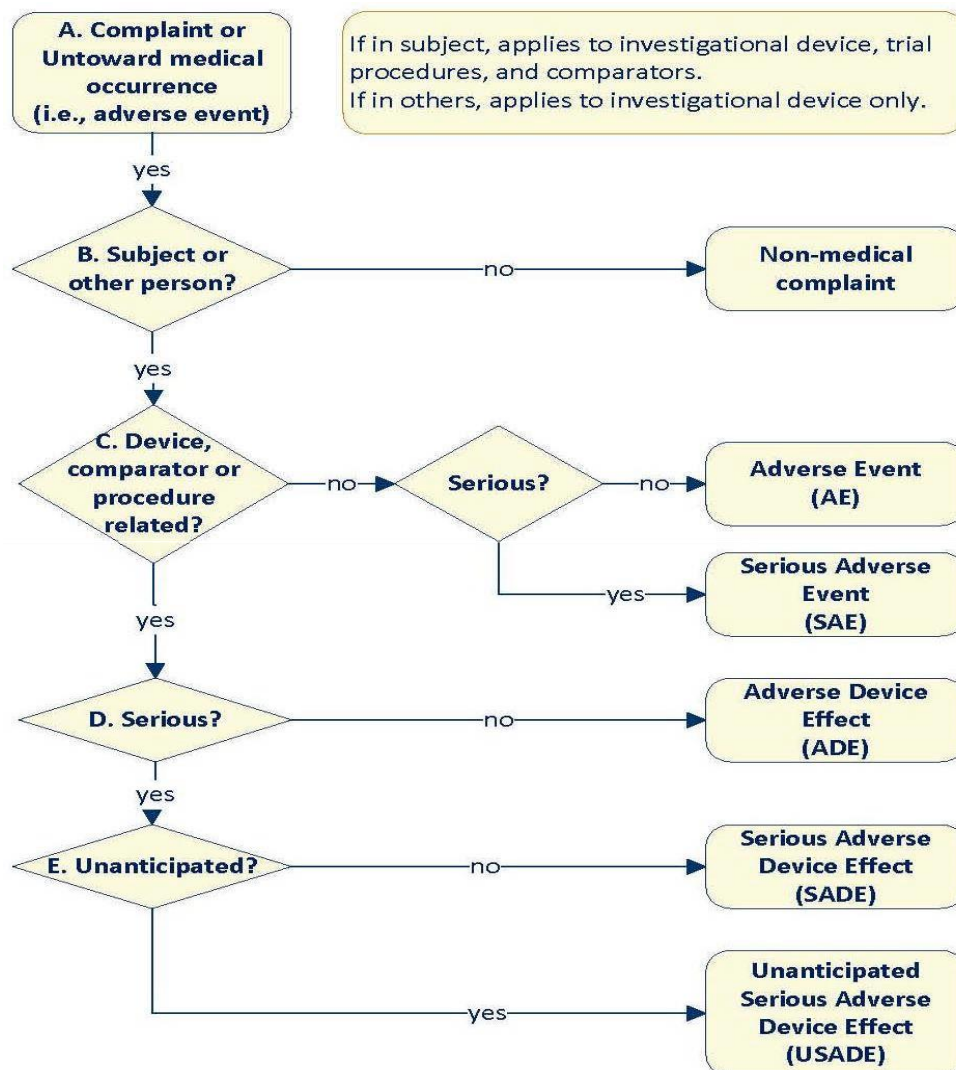 A. Complaint or
Untoward medical
occurrence
(i.e., adverse event)
If in subject, applies to investigational device, trial
procedures, and comparators.
If in others, applies to investigational device only.
yes
B. Subject or
other person?
no
Non-medical
complaint
yes
C. Device,
comparator or
procedure
related?
no
Serious?
no
Adverse Event
(AE)
yes
Serious Adverse
Event
(SAE)
yes
D. Serious?
no
Adverse Device
Effect
(ADE)
yes
E. Unanticipated?
no
Serious Adverse
Device Effect
(SADE)
yes
Unanticipated
Serious Adverse
Device Effect
(USADE)